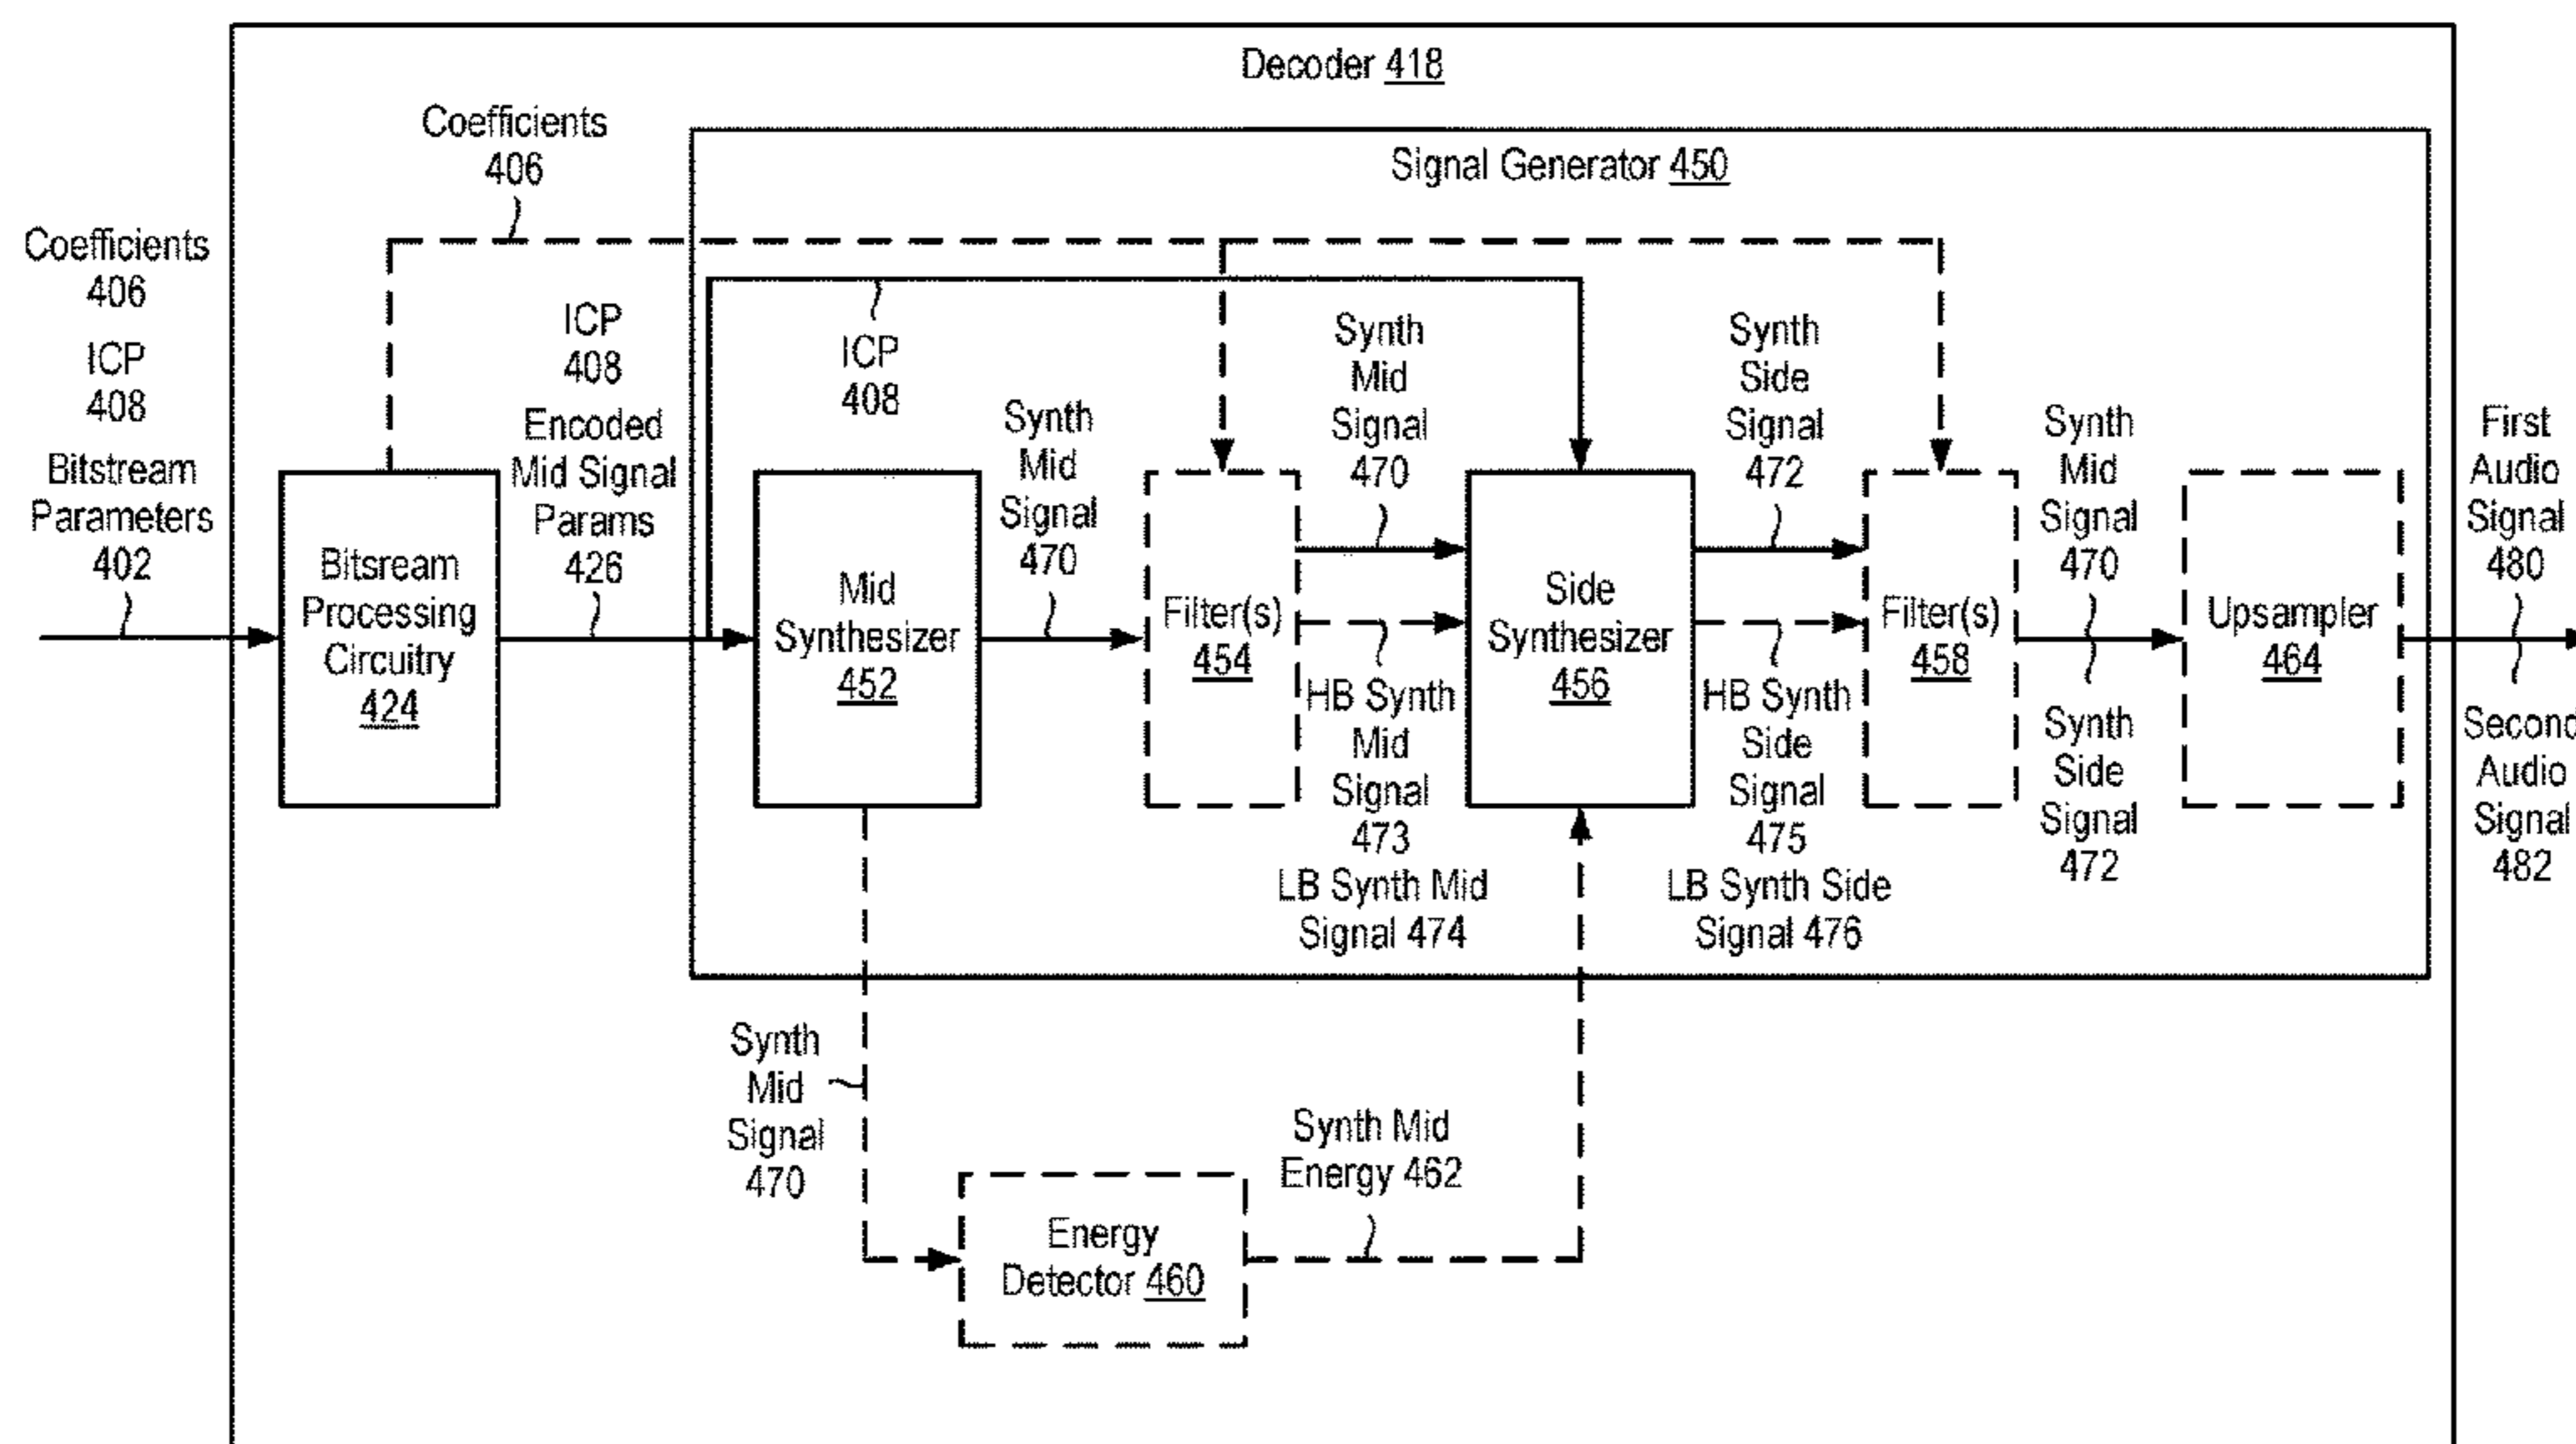 Decoder 418
Coefficients
406
Signal Generator 450
Coefficients
406
ICP
408
Bitstream
Parameters
402
ICP
408
Encoded
Mid Signal
Params
426
ICP
408
Synth
Mid
Signal
470
Synth
Mid
Signal
470
Synth
Side
Signal
472
Synth
Mid
Signal
470
First
Audio
Signal
480
Bitsream
Processing
Circuitry
424
Mid
Synthesizer
452
Filter(s)
454
Side
Synthesizer
456
Filter(s)
458
Upsampler
464
HB Synth
Mid
Signal
473
LB Synth Mid
Signal 474
HB Synth
Side
Signal
475
LB Synth Side
Signal 476
Synth
Side
Signal
472
Second
Audio
Signal
482
Synth
Mid
Signal
470
Synth Mid
Energy 462
Energy
Detector 460